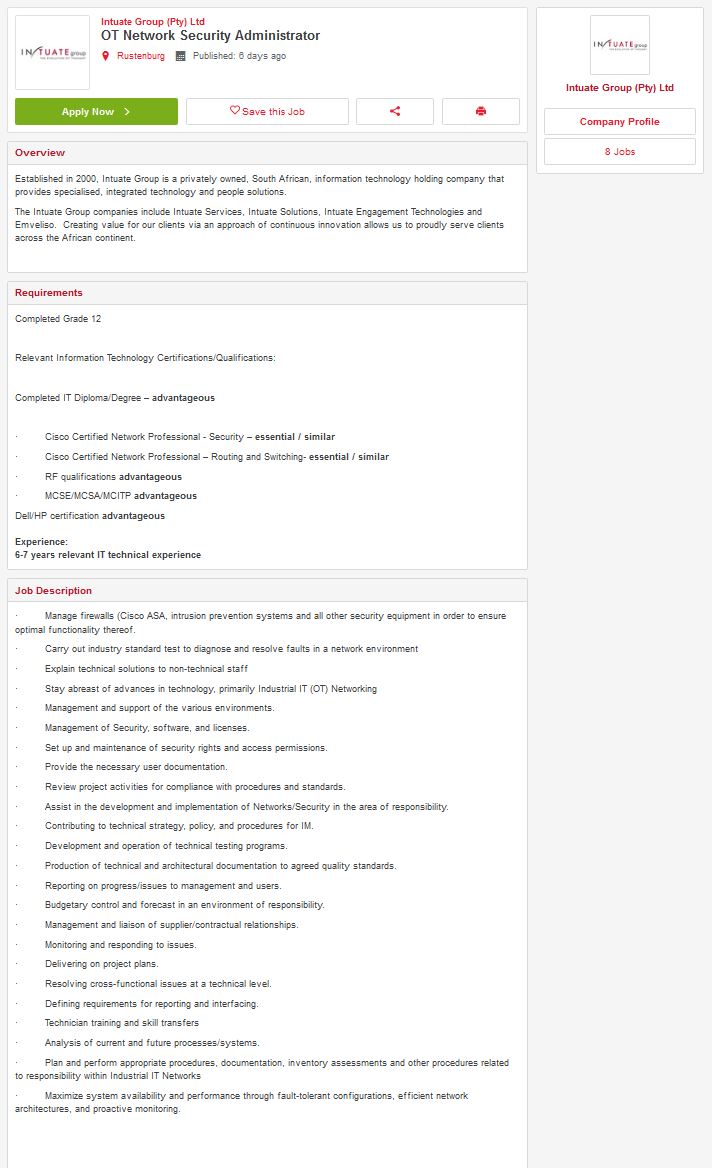 Intuate Group (Pty) Ltd
OT Network Security Administrator
Rustenburg Published: 6 days ago
INTUATE group
Apply Now
Save this Job
INTUATE group
Intuate Group (Pty) Ltd
Company Profile
8 Jobs
Overview
Established in 2000, Intuate Group is a privately owned, South African, information technology holding company that
provides specialised, integrated technology and people solutions.
The Intuate Group companies include Intuate Services, Intuate Solutions, Intuate Engagement Technologies and
Emveliso.  Creating value for our clients via an approach of continuous innovation allows us to proudly serve clients
across the African continent.
Requirements
Completed Grade 12
Relevant Information Technology Certifications/Qualifications:
Completed IT Diploma/Degree – advantageous
· Cisco Certified Network Professional - Security – essential / similar
· Cisco Certified Network Professional – Routing and Switching- essential / similar
· RF qualifications advantageous
· MCSE/MCSA/MCITP advantageous
Dell/HP certification advantageous
Experience:
6-7 years relevant IT technical experience
Job Description
· Manage firewalls (Cisco ASA, intrusion prevention systems and all other security equipment in order to ensure
optimal functionality thereof.
· Carry out industry standard test to diagnose and resolve faults in a network environment
· Explain technical solutions to non-technical staff
· Stay abreast of advances in technology, primarily Industrial IT (OT) Networking
· Management and support of the various environments.
· Management of Security, software, and licenses.
· Set up and maintenance of security rights and access permissions.
· Provide the necessary user documentation.
· Review project activities for compliance with procedures and standards.
· Assist in the development and implementation of Networks/Security in the area of responsibility.
· Contributing to technical strategy, policy, and procedures for IM.
· Development and operation of technical testing programs.
· Production of technical and architectural documentation to agreed quality standards.
· Reporting on progress/issues to management and users.
· Budgetary control and forecast in an environment of responsibility.
· Management and liaison of supplier/contractual relationships.
· Monitoring and responding to issues.
· Delivering on project plans.
· Resolving cross-functional issues at a technical level.
· Defining requirements for reporting and interfacing.
· Technician training and skill transfers
· Analysis of current and future processes/systems.
· Plan and perform appropriate procedures, documentation, inventory assessments and other procedures related
to responsibility within Industrial IT Networks
· Maximize system availability and performance through fault-tolerant configurations, efficient network
architectures, and proactive monitoring.